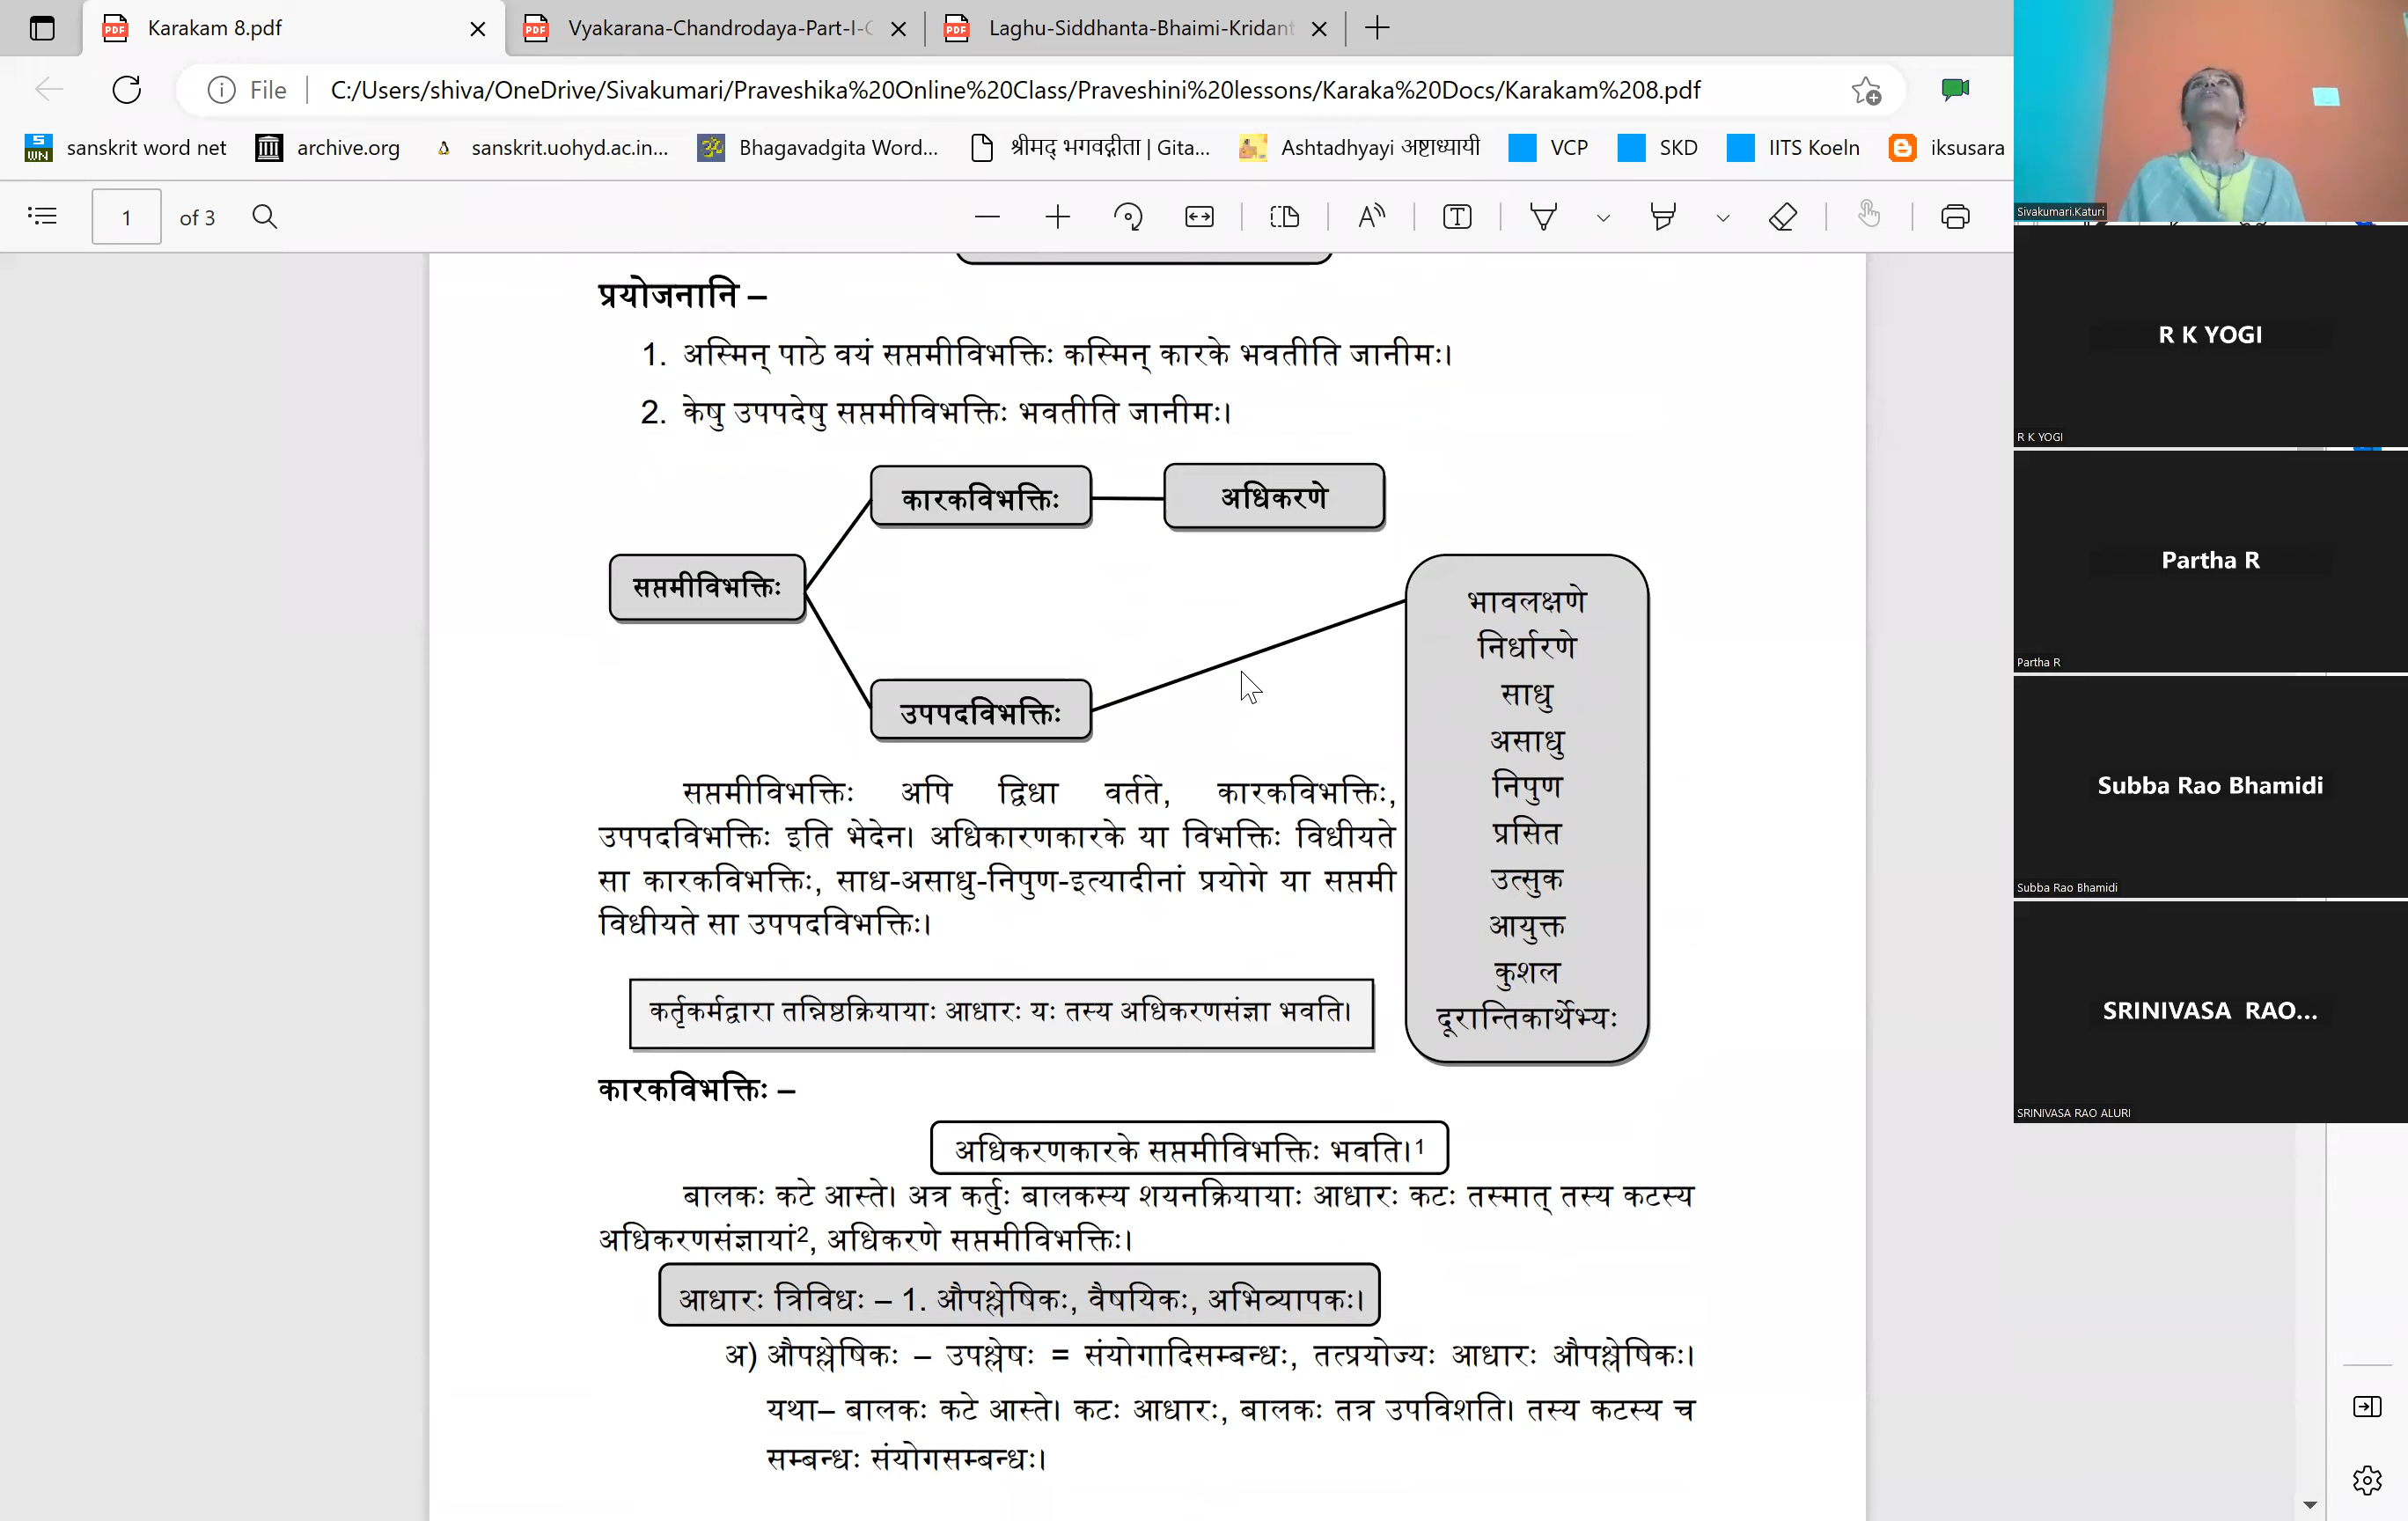 Karakam 8.pdf
Vyakarana-Chandrodaya-Part-I-
Laghu-Siddhanta-Bhaimi-Kridant
File
C:/Users/shiva/OneDrive/Sivakumari/Praveshika%20Online%20Class/Praveshini%20lessons/Karaka%20Docs/Karakam%208.pdf
sanskrit word net
archive.org
sanskrit.uohyd.ac.in...
Bhagavadgita Word...
श्रीमद् भगवद्गीता | Gita...
Ashtadhyayi अष्टाध्यायी
VCP
SKD
IITS Koeln
iksusara
1 of 3
प्रयोजनानि –
1. अस्मिन् पाठे वयं सप्तमीविभक्तिः कस्मिन् कारके भवतीति जानीमः।
2. केषु उपपदेषु सप्तमीविभक्तिः भवतीति जानीमः।
कारकविभक्तिः
अधिकरणे
सप्तमीविभक्तिः
उपपदविभक्तिः
भावलक्षणे
निर्धारणे
साधु
असाधु
निपुण
प्रसित
उत्सुक
आयुक्त
कुशल
दूरान्तिकार्थेभ्यः
सप्तमीविभक्तिः अपि द्विधा वर्तते, कारकविभक्तिः,
उपपदविभक्तिः इति भेदेन। अधिकारणकारके या विभक्तिः विधीयते
सा कारकविभक्तिः, साध-असाधु-निपुण-इत्यादीनां प्रयोगे या सप्तमी
विधीयते सा उपपदविभक्तिः।
कर्तृकर्मद्वारा तन्निष्ठक्रियायाः आधारः यः तस्य अधिकरणसंज्ञा भवति।
कारकविभक्तिः –
अधिकरणकारके सप्तमीविभक्तिः भवति।1
बालकः कटे आस्ते। अत्र कर्तुः बालकस्य शयनक्रियायाः आधारः कटः तस्मात् तस्य कटस्य
अधिकरणसंज्ञायां2, अधिकरणे सप्तमीविभक्तिः।
आधारः त्रिविधः – 1. औपश्लेषिकः, वैषयिकः, अभिव्यापकः।
अ) औपश्लेषिकः – उपश्लेषः = संयोगादिसम्बन्धः, तत्प्रयोज्यः आधारः औपश्लेषिकः।
यथा– बालकः कटे आस्ते। कटः आधारः, बालकः तत्र उपविशति। तस्य कटस्य च
सम्बन्धः संयोगसम्बन्धः।
Sivakumari.Katuri
R K YOGI
R K YOGI
Partha R
Partha R
Subba Rao Bhamidi
Subba Rao Bhamidi
SRINIVASA RAO...
SRINIVASA RAO ALURI